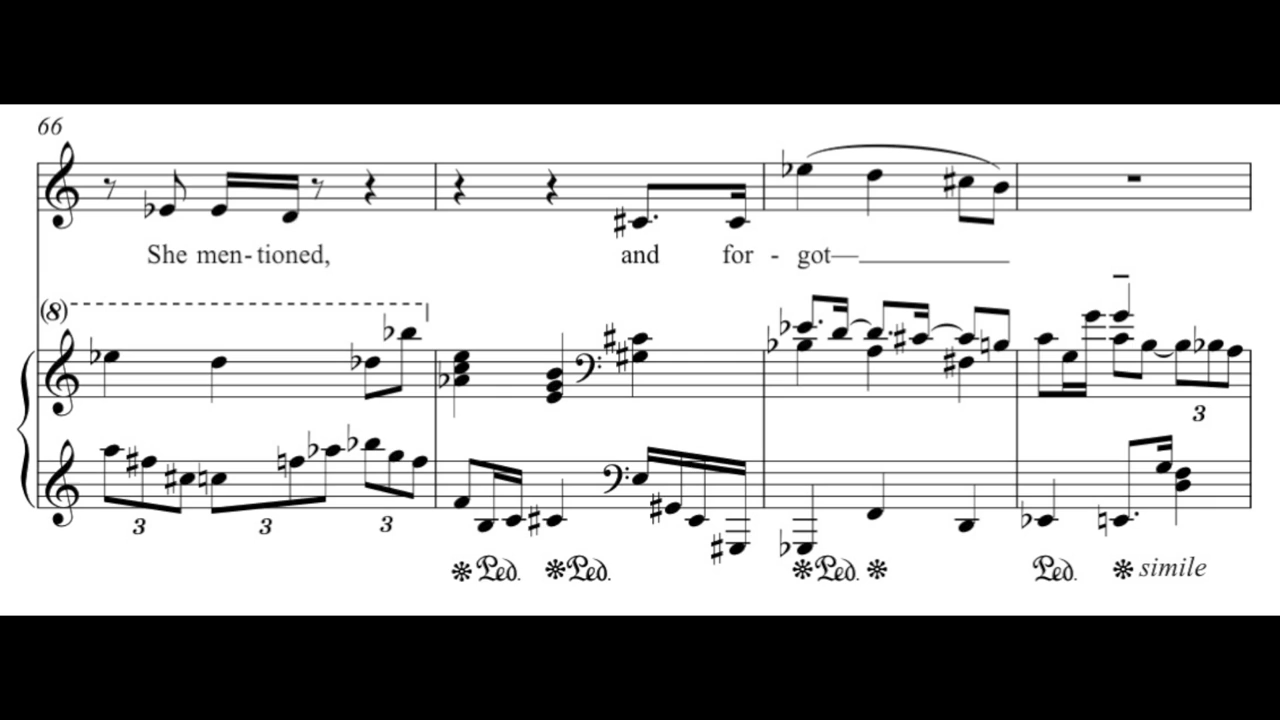 66
She men-tioned, and for - got
(8)
3 3 3 3
Ped. Ped. Ped. Ped. simile